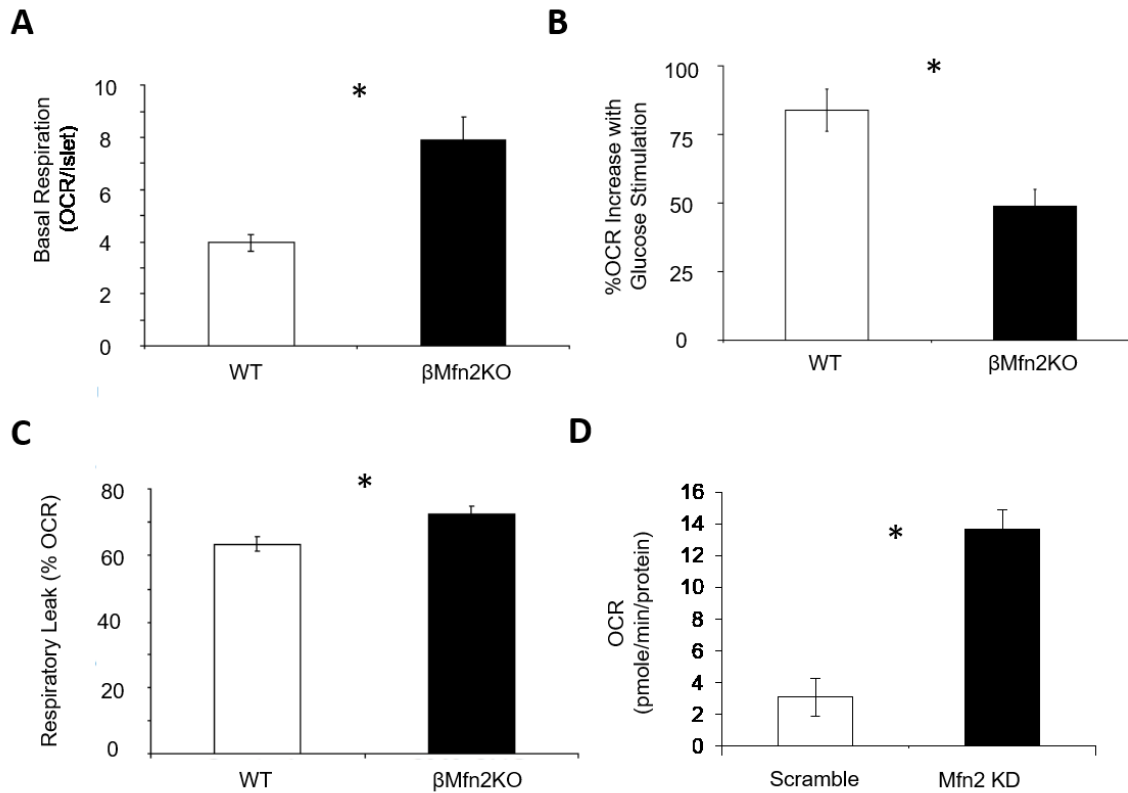 A
Basal Respiration
(OCR/Islet)
10
8
6
4
2
0
*
WT
βMfn2KO
B
%OCR Increase with
Glucose Stimulation
100
75
50
25
0
*
WT
βMfn2KO
C
Respiratory Leak (% OCR)
80
60
40
20
0
*
WT
βMfn2KO
D
OCR
(pmole/min/protein)
16
14
12
10
8
6
4
2
0
*
Scramble
Mfn2 KD